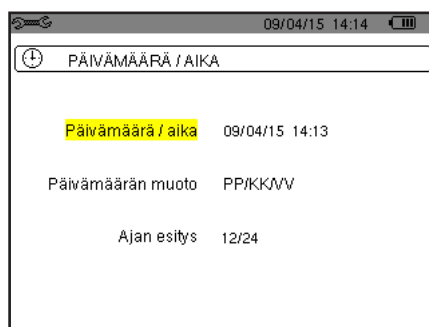 09/04/15 14:14
PÄIVÄMÄÄRÄ / AIKA
Päivämäärä / aika 09/04/15 14:13
Päivämäärän muoto PP/KK/VV
Ajan esitys 12/24